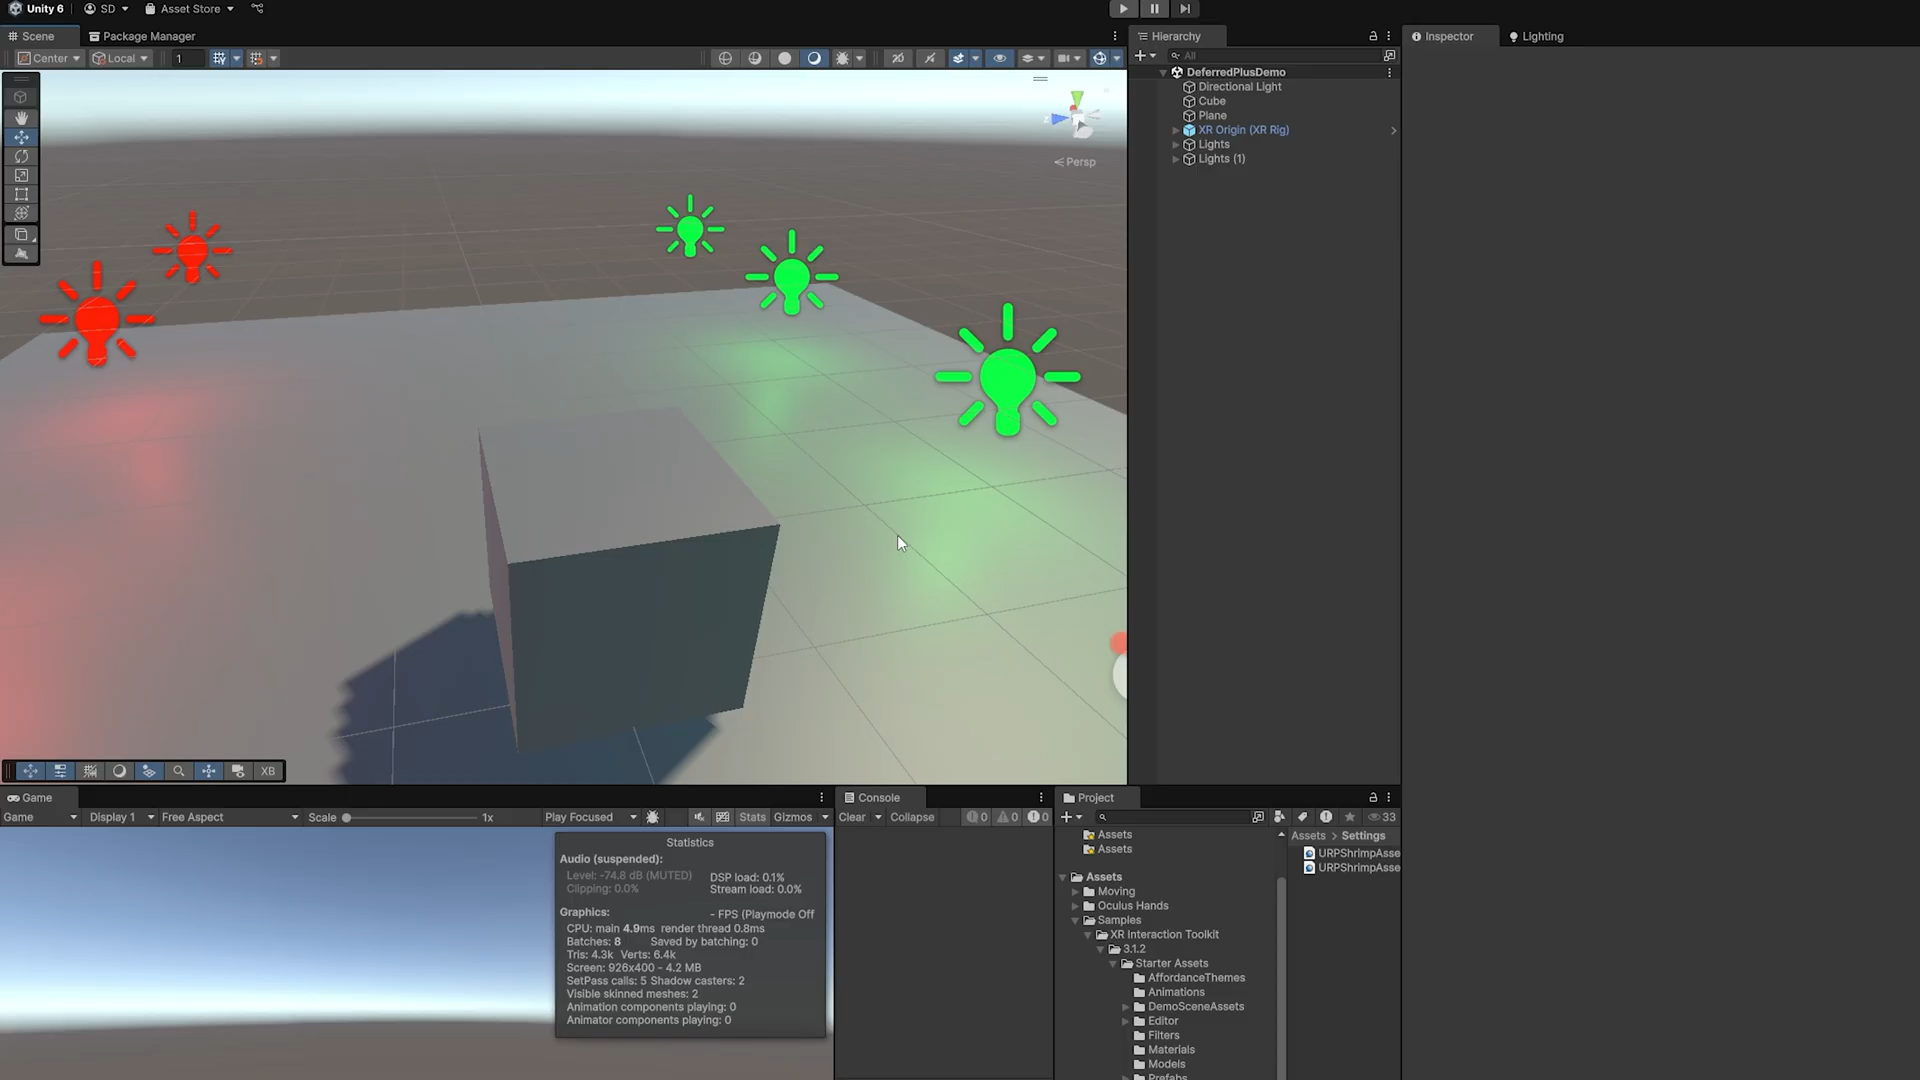 Unity 6
SD
Asset Store
Scene
Package Manager
Center
Local
1
Persp
XB
Hierarchy
All
DeferredPlusDemo
Directional Light
Cube
Plane
XR Origin (XR Rig)
Lights
Lights (1)
Inspector
Lighting
Game
Game
Display 1
Free Aspect
Scale
1x
Play Focused
Stats
Gizmos
Statistics
Audio (suspended):
Level: -74.8 dB (MUTED)
DSP load: 0.1%
Clipping: 0.0%
Stream load: 0.0%
Graphics:
- FPS (Playmode Off
CPU: main 4.9ms render thread 0.8ms
Batches: 8 Saved by batching: 0
Tris: 4.3k Verts: 6.4k
Screen: 926x400 - 4.2 MB
SetPass calls: 5 Shadow casters: 2
Visible skinned meshes: 2
Animation components playing: 0
Animator components playing: 0
Console
Clear
Collapse
0
0
0
Project
33
Assets
Assets
Assets
Moving
Oculus Hands
Samples
XR Interaction Toolkit
3.1.2
Starter Assets
AffordanceThemes
Animations
DemoSceneAssets
Editor
Filters
Materials
Models
Prefabs
Assets > Settings
URPShrimpAsse
URPShrimpAsse